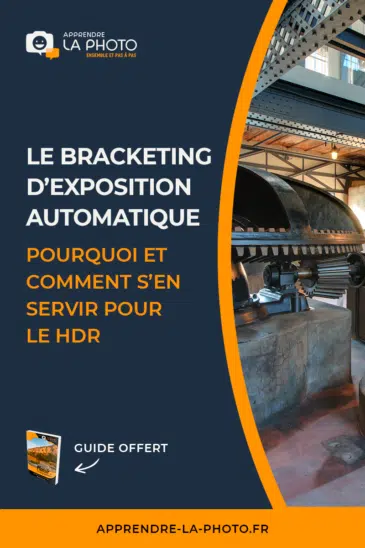 APPRENDRE
LA PHOTO
ENSEMBLE ET PAS À PAS
LE BRACKETING
D'EXPOSITION
AUTOMATIQUE
POURQUOI ET
COMMENT S'EN
SERVIR POUR
LE HDR
GUIDE OFFERT
APPRENDRE-LA-PHOTO.FR